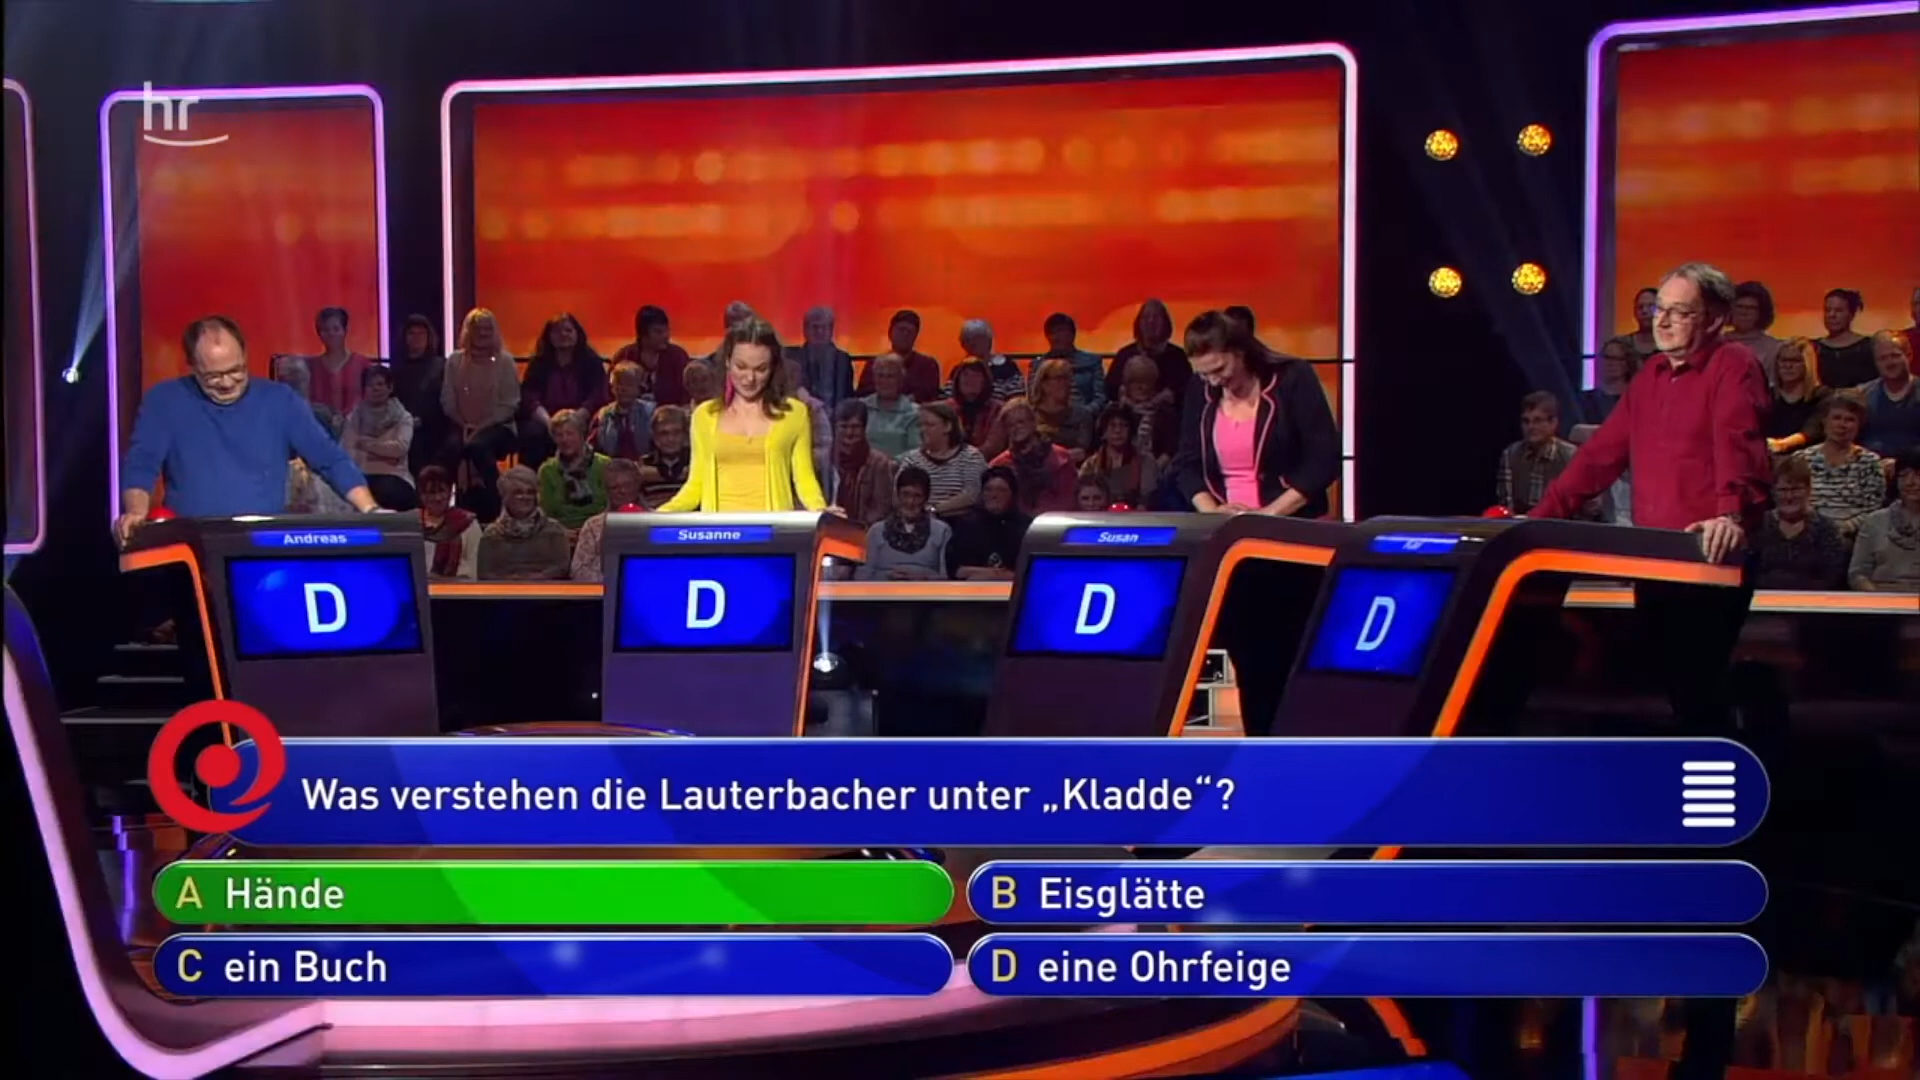 hr
Andreas
Susanne
Susan
D
D
D
D
Was verstehen die Lauterbacher unter „Kladde“?
A Hände
B Eisglätte
C ein Buch
D eine Ohrfeige